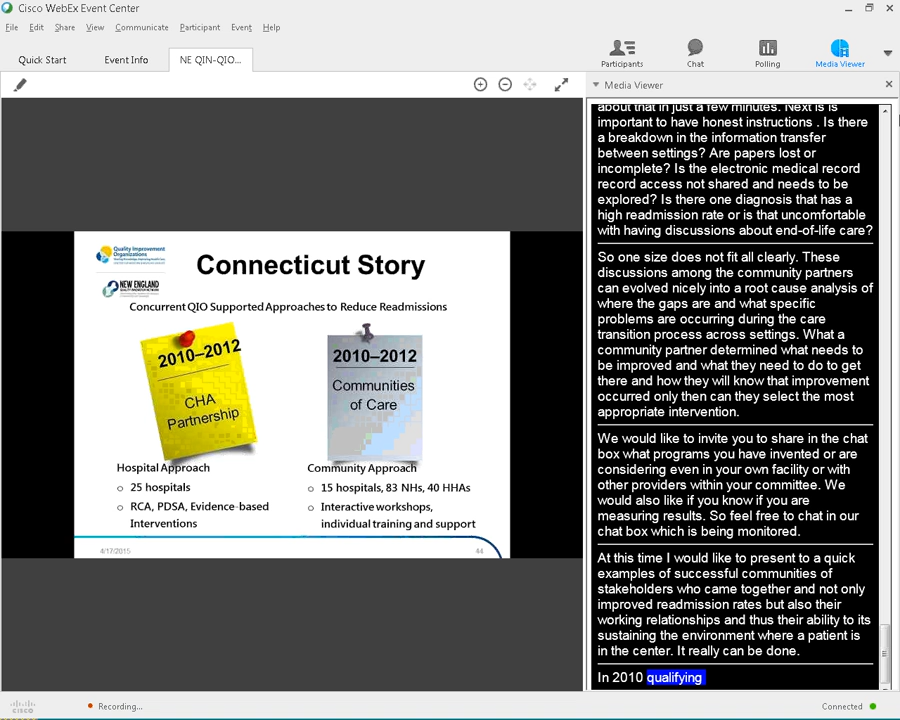 Cisco WebEx Event Center
File Edit Share View Communicate Participant Event Help
Quick Start Event Info NE QIN-QIO...
Participants Chat Polling Media Viewer
Media Viewer
Quality Improvement
Organizations
NEW ENGLAND
Connecticut Story
Concurrent QIO Supported Approaches to Reduce Readmissions
2010–2012
CHA
Partnership
2010–2012
Communities
of Care
Hospital Approach
o 25 hospitals
o RCA, PDSA, Evidence-based
Interventions
Community Approach
o 15 hospitals, 83 NHs, 40 HHAs
o Interactive workshops,
individual training and support
4/17/2015 44
about that in just a few minutes. Next is is
important to have honest instructions . Is there
a breakdown in the information transfer
between settings? Are papers lost or
incomplete? Is the electronic medical record
record access not shared and needs to be
explored? Is there one diagnosis that has a
high readmission rate or is that uncomfortable
with having discussions about end-of-life care?
So one size does not fit all clearly. These
discussions among the community partners
can evolved nicely into a root cause analysis of
where the gaps are and what specific
problems are occurring during the care
transition process across settings. What a
community partner determined what needs to
be improved and what they need to do to get
there and how they will know that improvement
occurred only then can they select the most
appropriate intervention.
We would like to invite you to share in the chat
box what programs you have invented or are
considering even in your own facility or with
other providers within your committee. We
would also like if you know if you are
measuring results. So feel free to chat in our
chat box which is being monitored.
At this time I would like to present to a quick
examples of successful communities of
stakeholders who came together and not only
improved readmission rates but also their
working relationships and thus their ability to its
sustaining the environment where a patient is
in the center. It really can be done.
In 2010 qualifying
cisco Recording... Connected